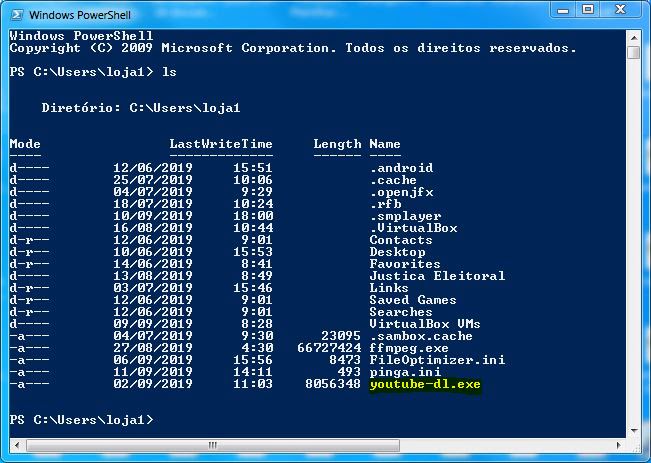 Windows PowerShell
Windows PowerShell
Copyright (C) 2009 Microsoft Corporation. Todos os direitos reservados.
PS C:\Users\loja1> ls
Diretório: C:\Users\loja1
Mode LastWriteTime Length Name
---- ------------- ------ ----
d---- 12/06/2019 15:51 .android
d---- 25/07/2019 10:06 .cache
d---- 04/07/2019 9:29 .openjfx
d---- 18/07/2019 10:24 .rfb
d---- 10/09/2019 18:00 .smplayer
d---- 16/08/2019 10:44 .VirtualBox
d-r-- 12/06/2019 9:01 Contacts
d-r-- 10/06/2019 15:53 Desktop
d-r-- 14/06/2019 8:41 Favorites
d---- 13/08/2019 8:49 Justica Eleitoral
d-r-- 03/07/2019 15:46 Links
d-r-- 12/06/2019 9:01 Saved Games
d-r-- 12/06/2019 9:01 Searches
d---- 09/09/2019 8:28 VirtualBox VMs
-a--- 04/07/2019 9:30 23095 .sambox.cache
-a--- 27/08/2019 4:30 66727424 ffmpeg.exe
-a--- 06/09/2019 15:56 8473 FileOptimizer.ini
-a--- 11/09/2019 14:11 493 pinga.ini
-a--- 02/09/2019 11:03 8056348 youtube-dl.exe
PS C:\Users\loja1>